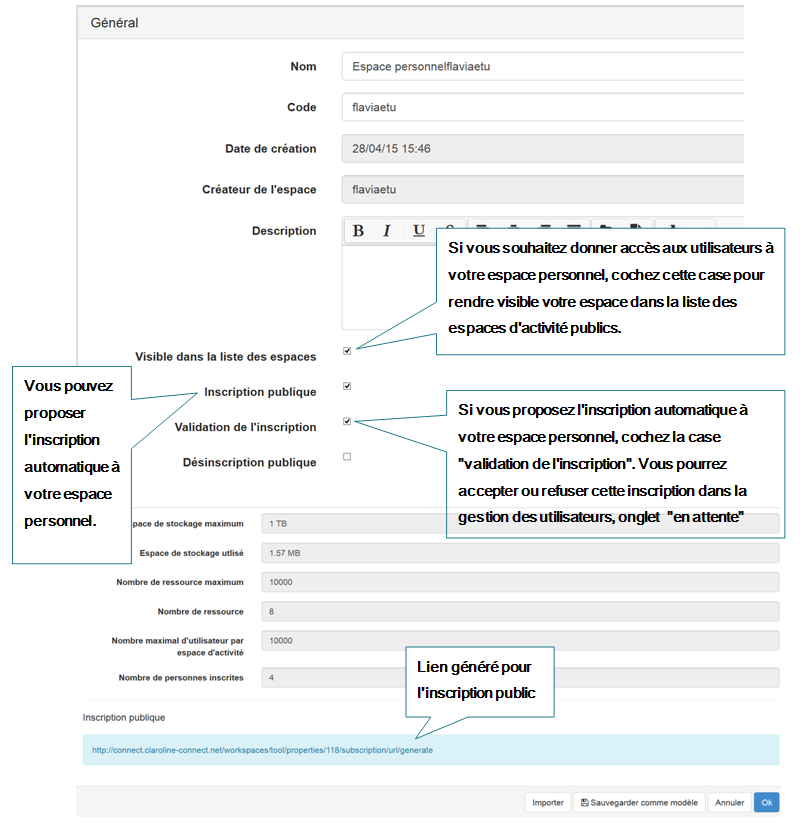 Général
Nom
Espace personnelflaviaetu
Code
flaviaetu
Date de création
28/04/15 15:46
Créateur de l'espace
flaviaetu
Description
B I U
Si vous souhaitez donner accès aux utilisateurs à
votre espace personnel, cochez cette case pour
rendre visible votre espace dans la liste des
espaces d'activité publics.
Visible dans la liste des espaces
Inscription publique
Validation de l'inscription
Désinscription publique
Vous pouvez
proposer
l'inscription
automatique à
votre espace
personnel.
Si vous proposez l'inscription automatique à
votre espace personnel, cochez la case
"validation de l'inscription". Vous pourrez
accepter ou refuser cette inscription dans la
gestion des utilisateurs, onglet "en attente"
pace de stockage maximum
1 TB
Espace de stockage utlisé
1.57 MB
Nombre de ressource maximum
10000
Nombre de ressource
8
Nombre maximal d'utilisateur par
espace d'activité
10000
Nombre de personnes inscrites
4
Lien généré pour
l'inscription public
Inscription publique
http://connect.claroline-connect.net/workspaces/tool/properties/118/subscription/url/generate
Importer
Sauvegarder comme modèle
Annuler
Ok